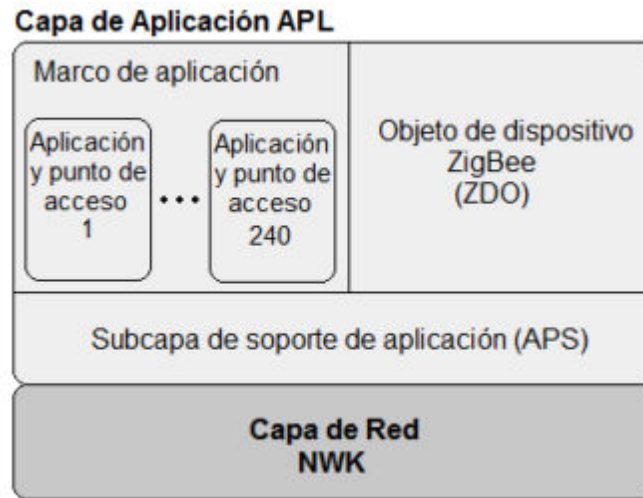 Capa de Aplicación APL
Marco de aplicación
Aplicación
y punto de
acceso
1
...
Aplicación
y punto de
acceso
240
Objeto de dispositivo
ZigBee
(ZDO)
Subcapa de soporte de aplicación (APS)
Capa de Red
NWK